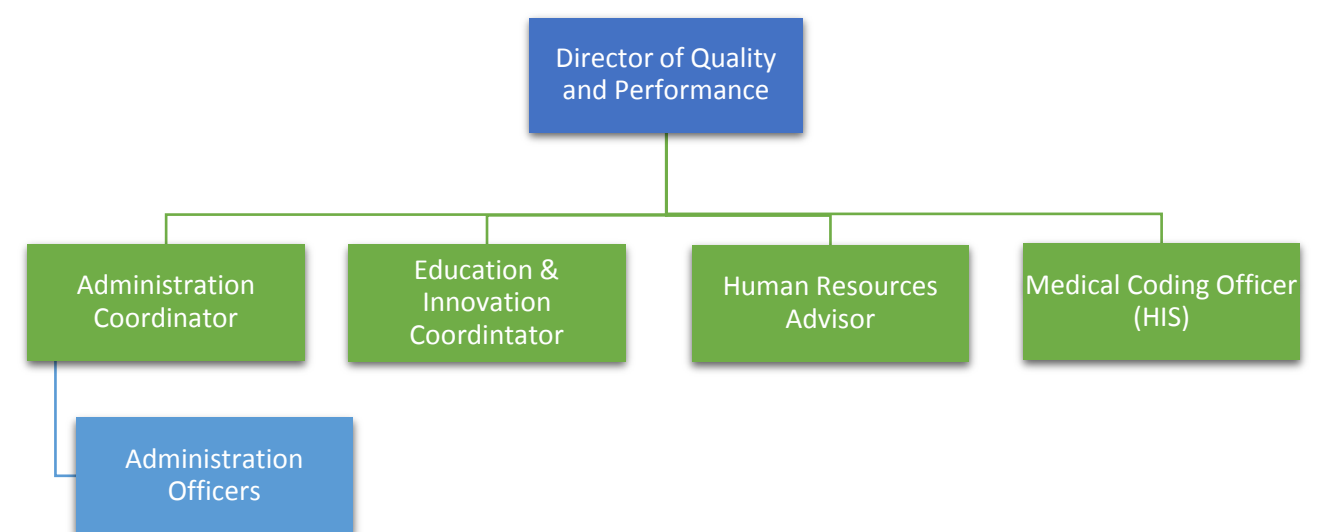 Director of Quality
and Performance
Administration
Coordinator
Education &
Innovation
Coordintator
Human Resources
Advisor
Medical Coding Officer
(HIS)
Administration
Officers